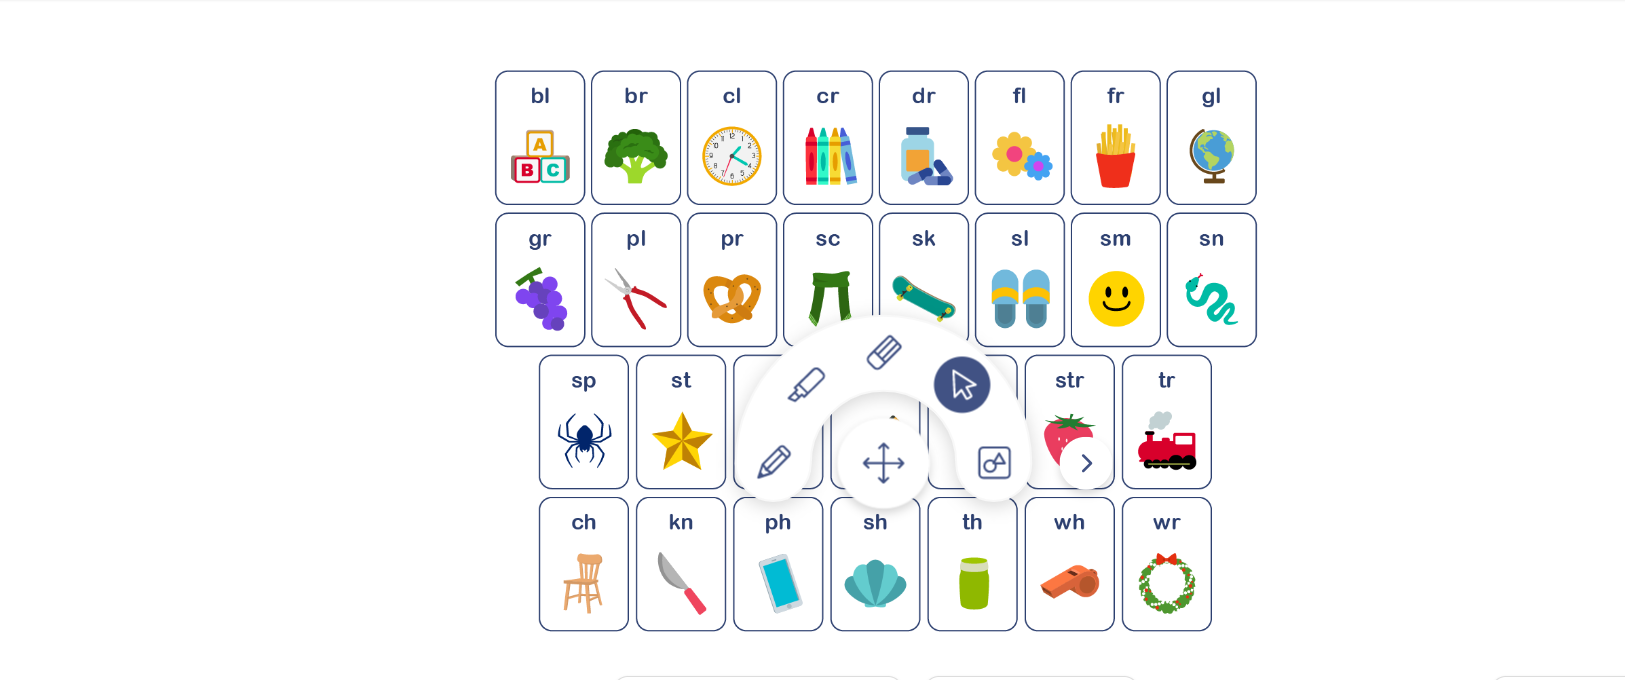 bl br cl cr dr fl fr gl
gr pl pr sc sk sl sm sn
sp st str tr
ch kn ph sh th wh wr